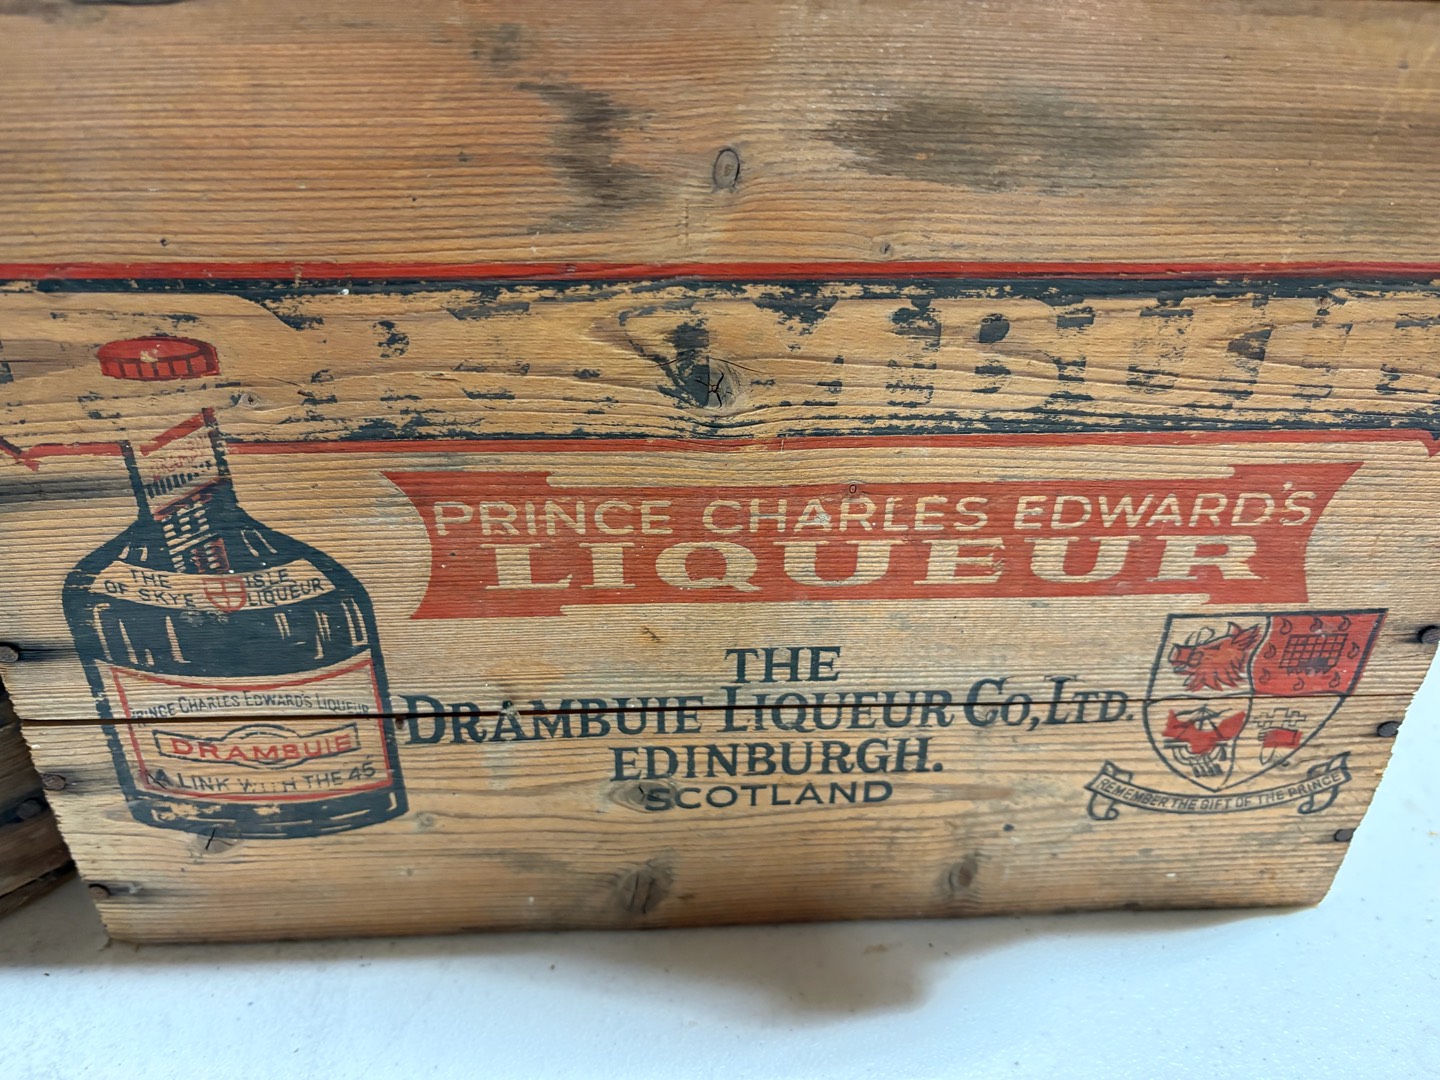 DRAMBUIE
PRINCE CHARLES EDWARD'S
LIQUEUR
THE ISLE
OF SKYE LIQUEUR
PRINCE CHARLES EDWARD'S LIQUEUR
DRAMBUIE
A LINK WITH THE 45
THE
DRAMBUIE LIQUEUR CO, LTD.
EDINBURGH.
SCOTLAND
REMEMBER THE GIFT OF THE PRINCE